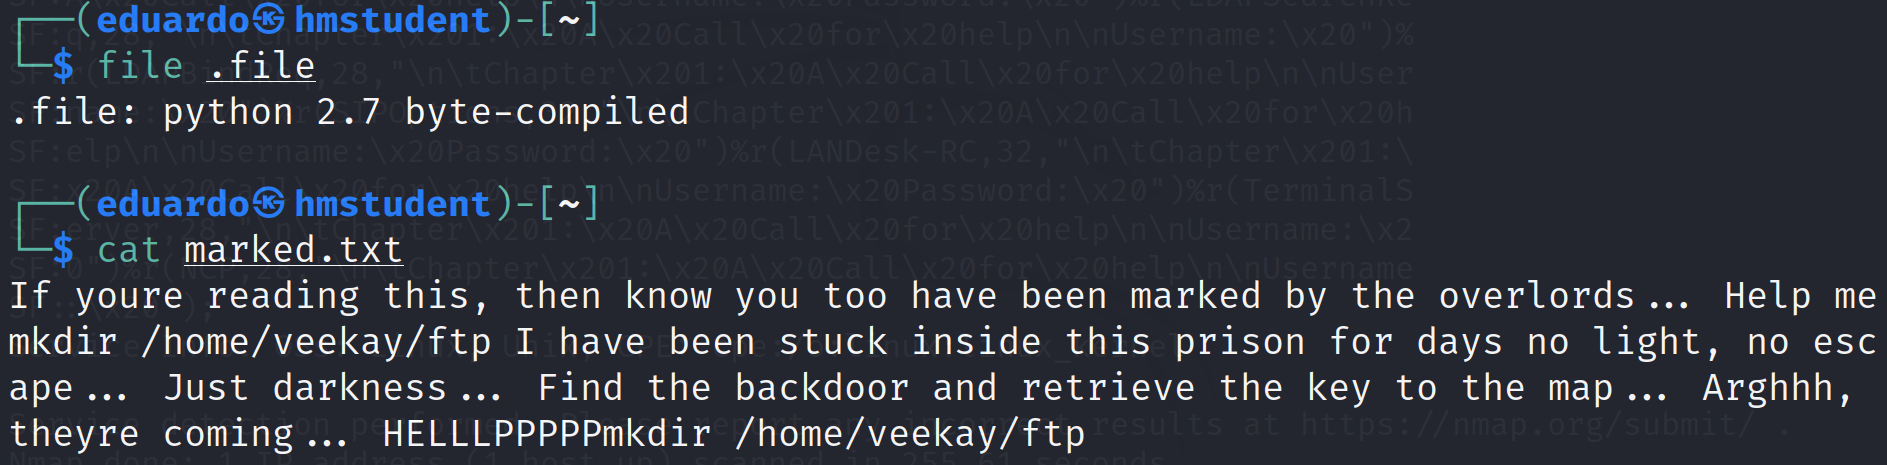 ┌──(eduardo㉿hmstudent)-[~]
└─$ file .file
.file: python 2.7 byte-compiled
┌──(eduardo㉿hmstudent)-[~]
└─$ cat marked.txt
If youre reading this, then know you too have been marked by the overlords... Help me
mkdir /home/veekay/ftp I have been stuck inside this prison for days no light, no esc
ape... Just darkness... Find the backdoor and retrieve the key to the map... Arghhh,
theyre coming... HELLLPPPPPmkdir /home/veekay/ftp